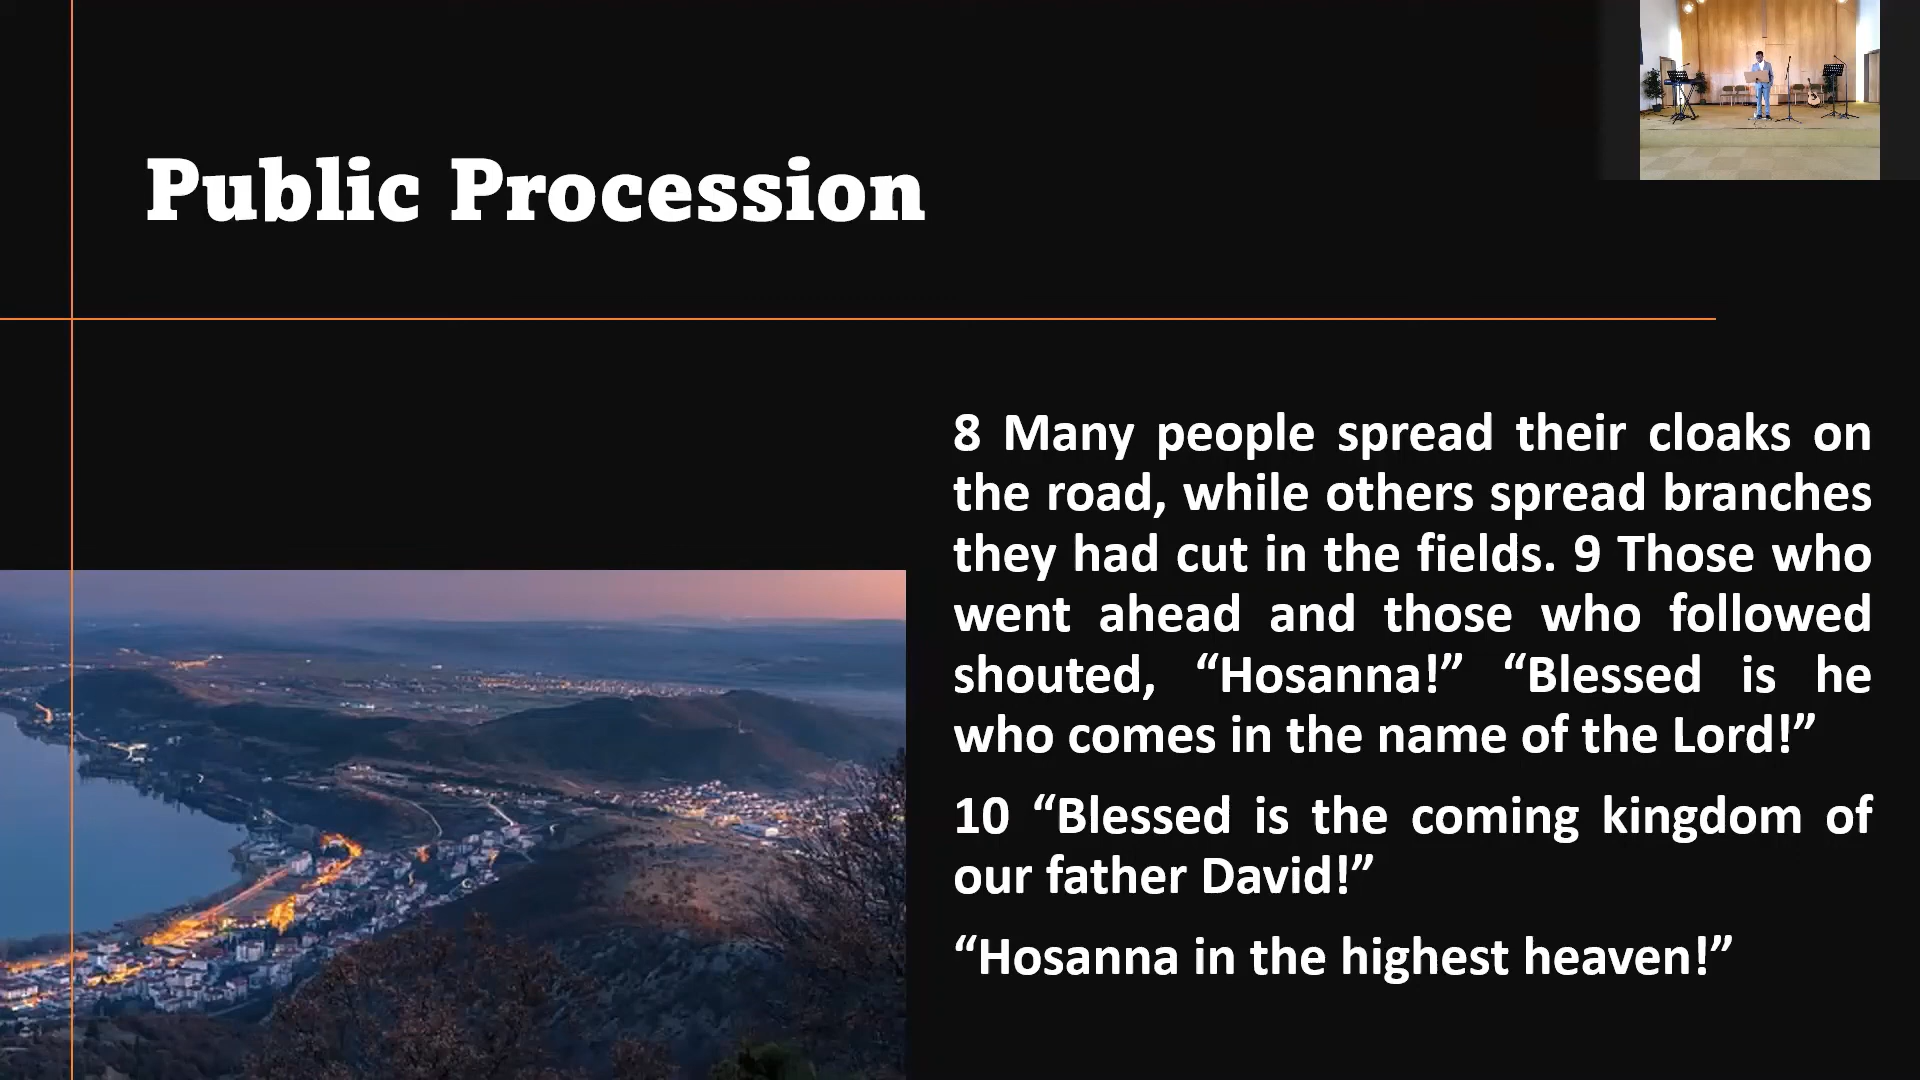 Public Procession
8 Many people spread their cloaks on
the road, while others spread branches
they had cut in the fields. 9 Those who
went ahead and those who followed
shouted, “Hosanna!” “Blessed is he
who comes in the name of the Lord!”
10 “Blessed is the coming kingdom of
our father David!”
“Hosanna in the highest heaven!”